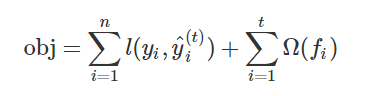 obj = \sum_{i=1}^{n} l(y_i, \hat{y}_i^{(t)}) + \sum_{i=1}^{t} \Omega(f_i)